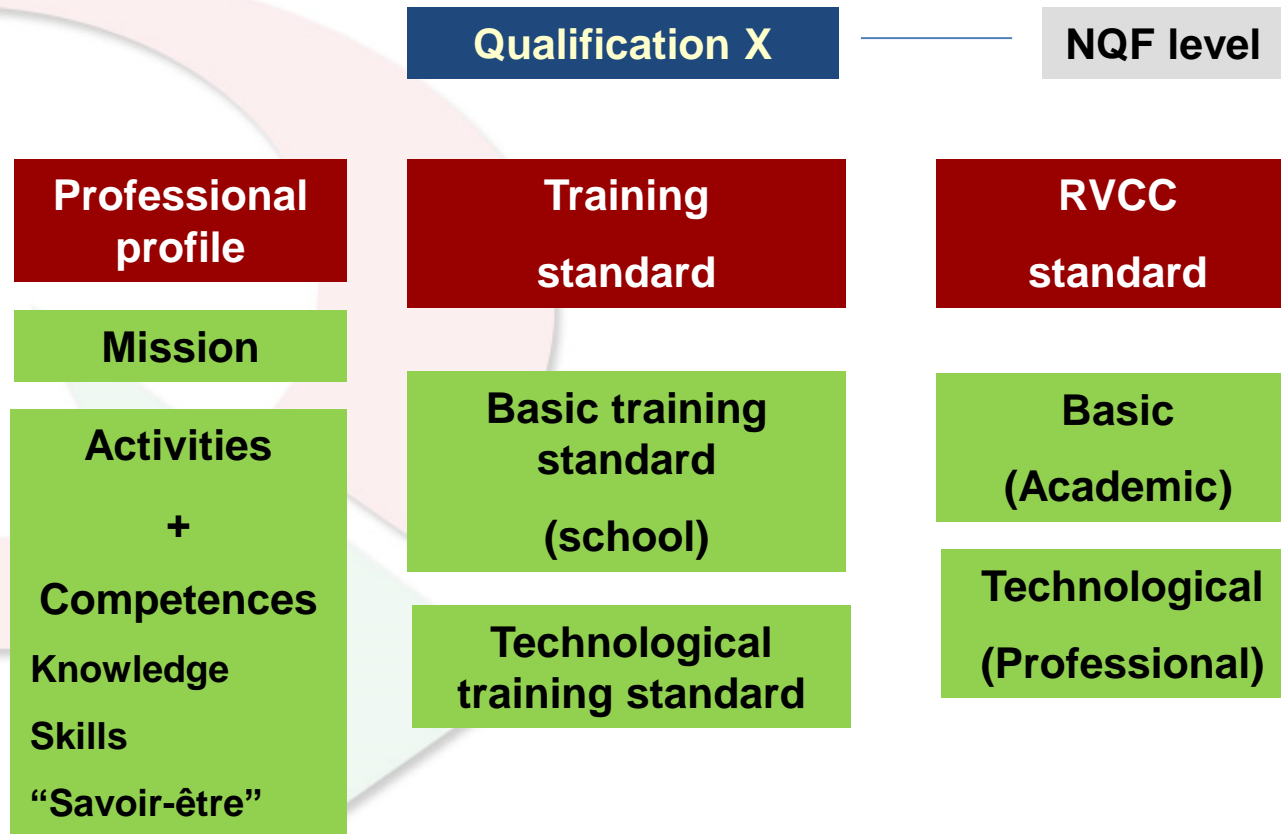 Qualification X
NQF level
Professional
profile
Mission
Activities
+
Competences
Knowledge
Skills
“Savoir-être”
Training
standard
Basic training
standard
(school)
Technological
training standard
RVCC
standard
Basic
(Academic)
Technological
(Professional)